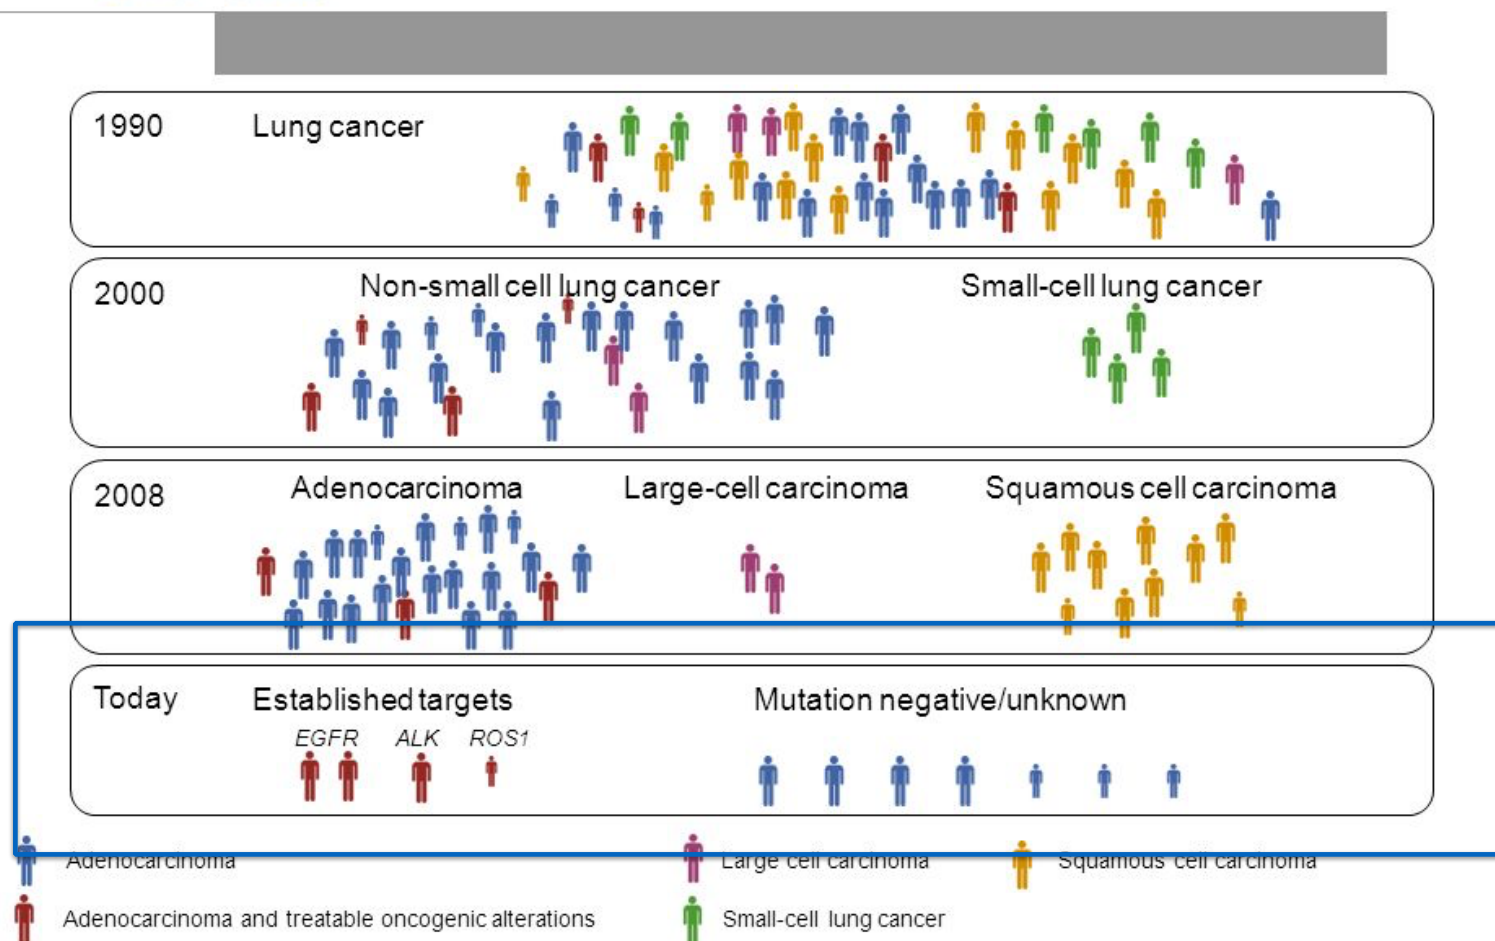 1990 Lung cancer
2000 Non-small cell lung cancer Small-cell lung cancer
2008 Adenocarcinoma Large-cell carcinoma Squamous cell carcinoma
Today Established targets Mutation negative/unknown
EGFR ALK ROS1
Adenocarcinoma Large cell carcinoma Squamous cell carcinoma
Adenocarcinoma and treatable oncogenic alterations Small-cell lung cancer